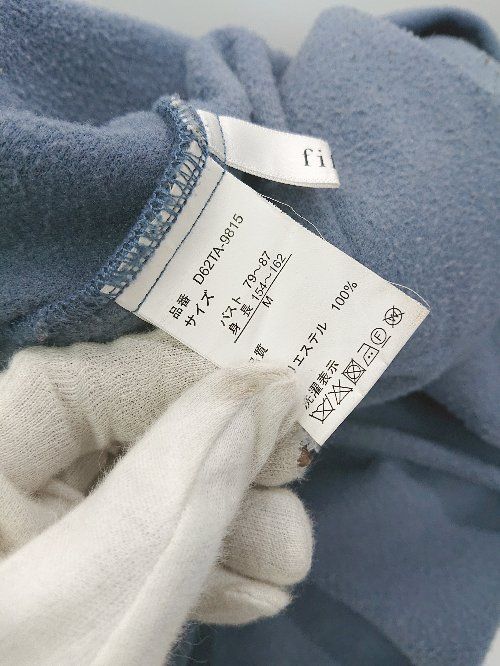 fi
品番 D62TA-9815
サイズ
バスト 79～87
身長 154～162
M
質
エステル 100%
洗濯表示
F